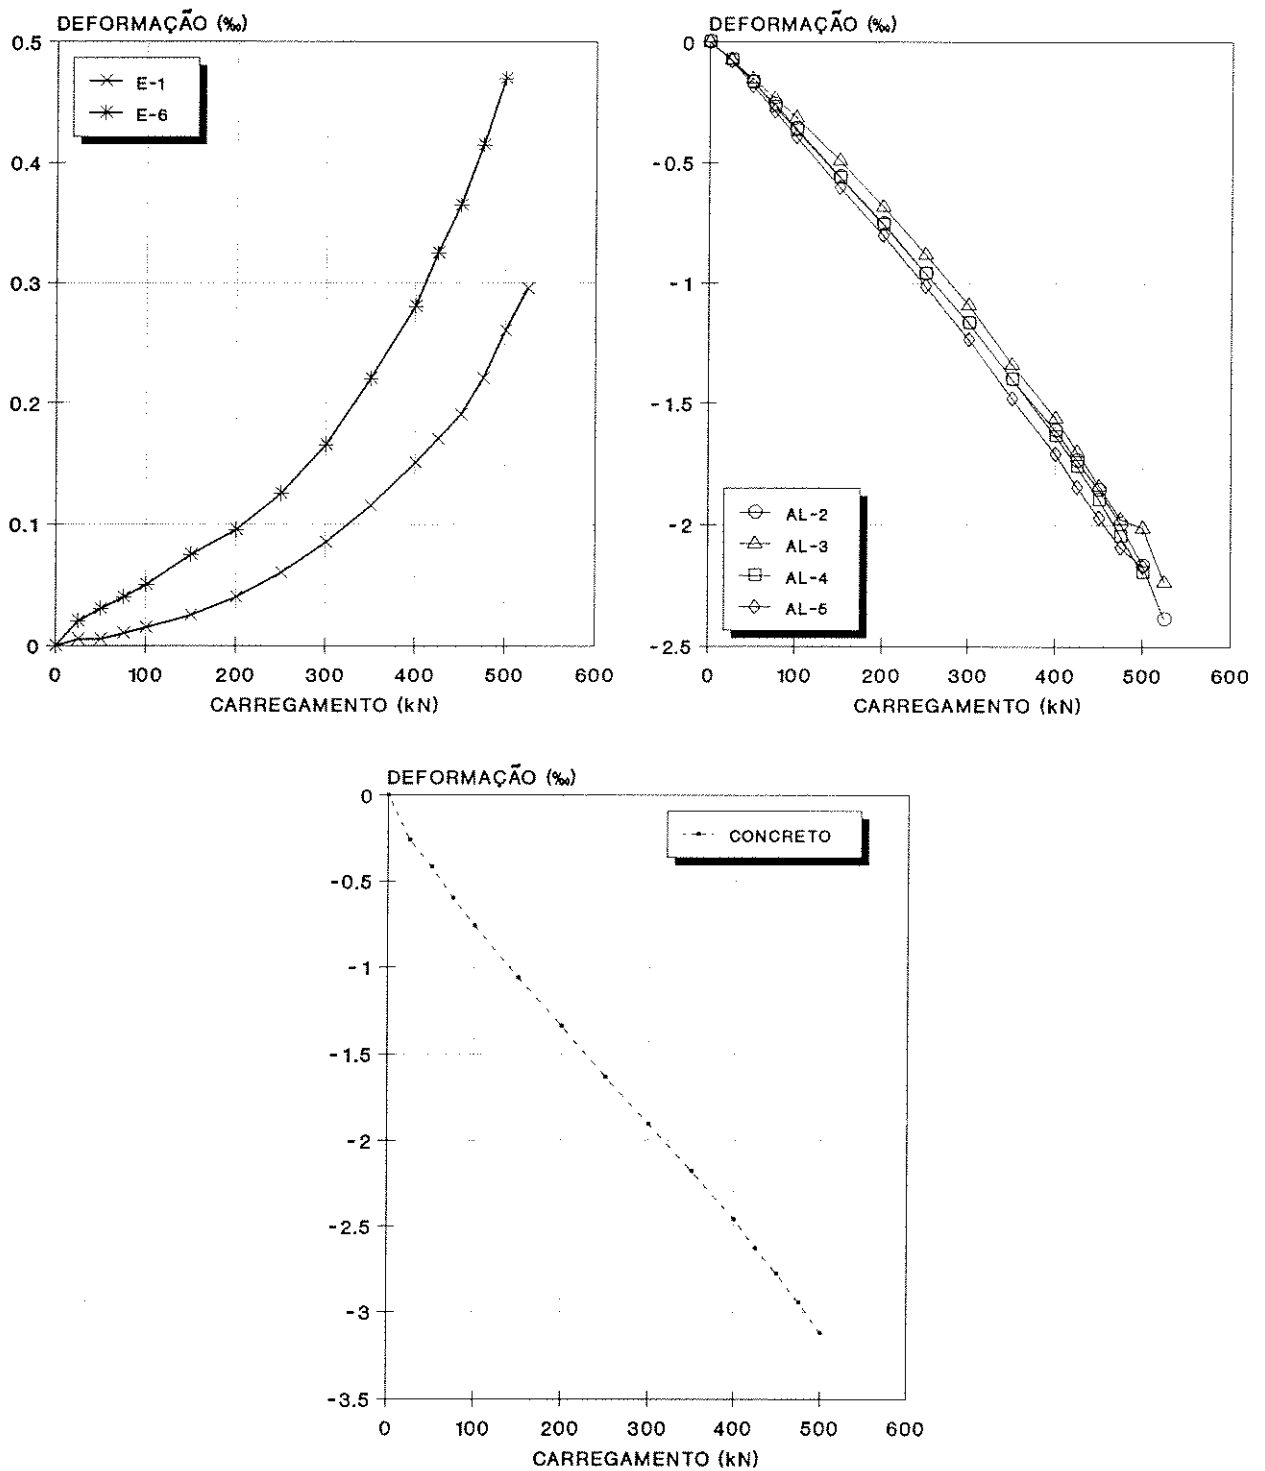 DEFORMAÇÃO (‰)
0.5
0.4
0.3
0.2
0.1
0
E-1
E-6
0 100 200 300 400 500 600
CARREGAMENTO (kN)
DEFORMAÇÃO (‰)
0
-0.5
-1
-1.5
-2
-2.5
AL-2
AL-3
AL-4
AL-5
0 100 200 300 400 500 600
CARREGAMENTO (kN)
DEFORMAÇÃO (‰)
0
-0.5
-1
-1.5
-2
-2.5
-3
-3.5
CONCRETO
0 100 200 300 400 500 600
CARREGAMENTO (kN)